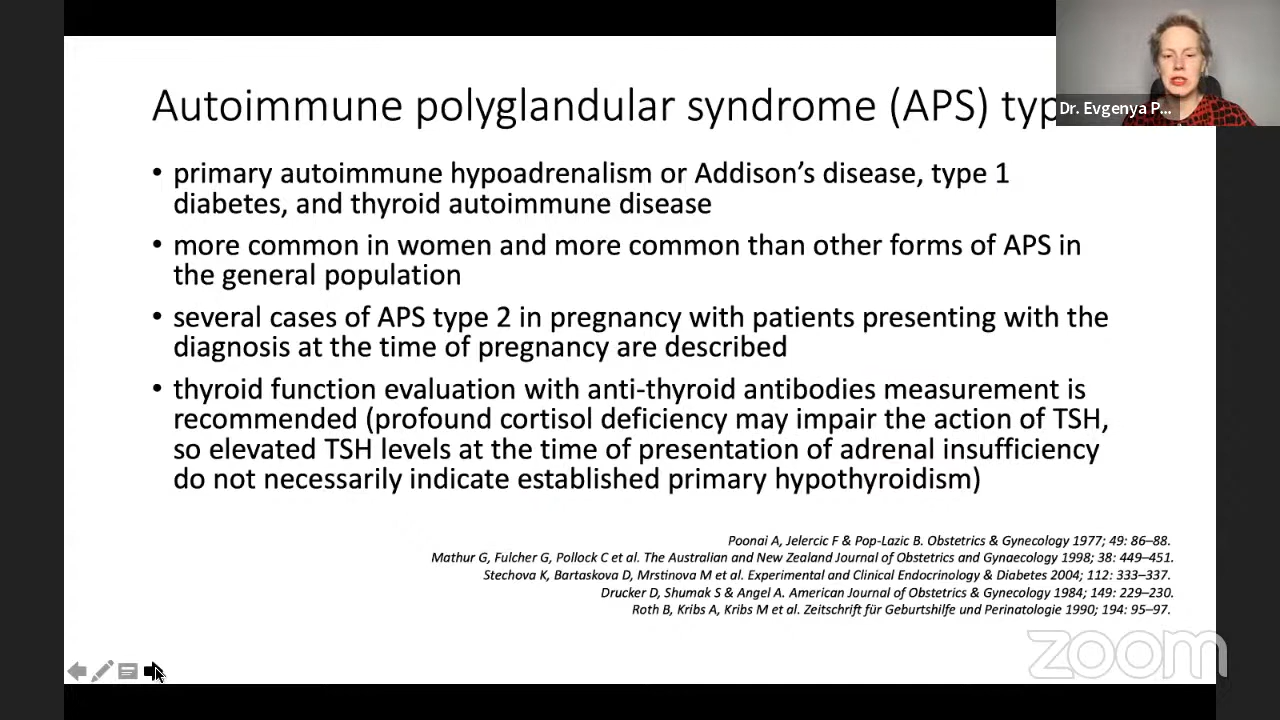 Autoimmune polyglandular syndrome (APS) typ
Dr. Evgenya P...
• primary autoimmune hypoadrenalism or Addison's disease, type 1
diabetes, and thyroid autoimmune disease
• more common in women and more common than other forms of APS in
the general population
• several cases of APS type 2 in pregnancy with patients presenting with the
diagnosis at the time of pregnancy are described
• thyroid function evaluation with anti-thyroid antibodies measurement is
recommended (profound cortisol deficiency may impair the action of TSH,
so elevated TSH levels at the time of presentation of adrenal insufficiency
do not necessarily indicate established primary hypothyroidism)
Poonai A, Jelercic F & Pop-Lazic B. Obstetrics & Gynecology 1977; 49: 86–88.
Mathur G, Fulcher G, Pollock C et al. The Australian and New Zealand Journal of Obstetrics and Gynaecology 1998; 38: 449–451.
Stechova K, Bartaskova D, Mrstinova M et al. Experimental and Clinical Endocrinology & Diabetes 2004; 112: 333–337.
Drucker D, Shumak S & Angel A. American Journal of Obstetrics & Gynecology 1984; 149: 229–230.
Roth B, Kribs A, Kribs M et al. Zeitschrift für Geburtshilfe und Perinatologie 1990; 194: 95–97.
zoom